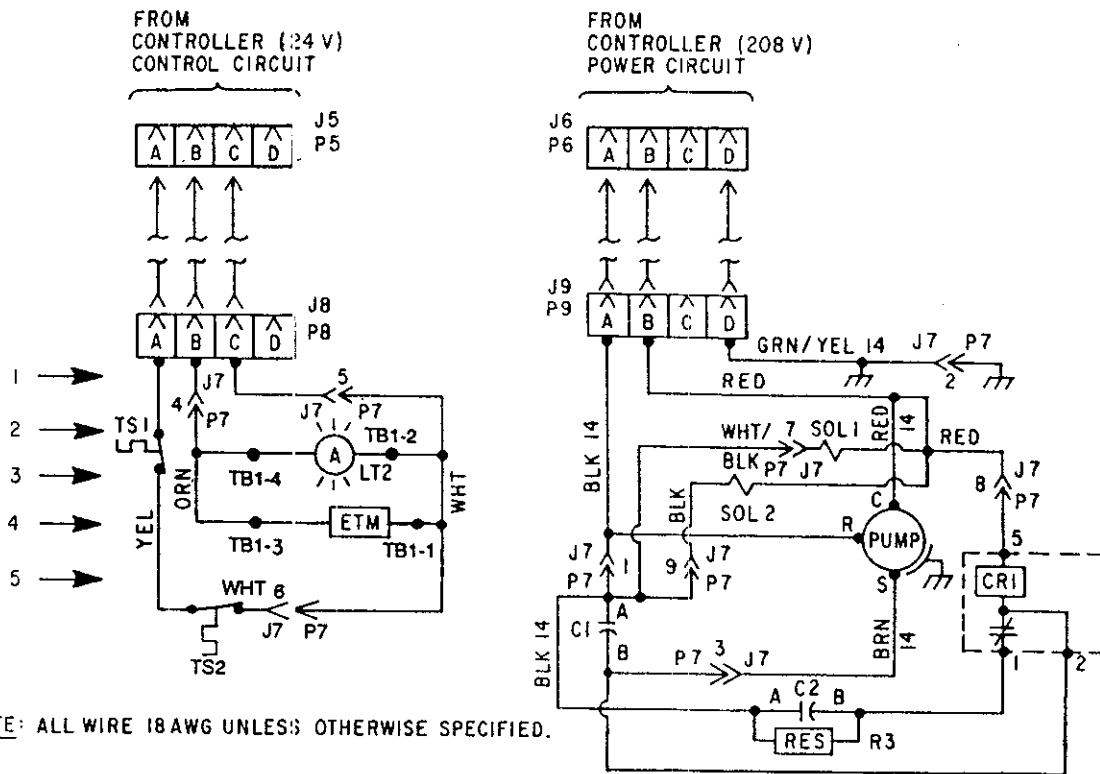 FROM
CONTROLLER (24 V)
CONTROL CIRCUIT
J5
P5
A B C D
J8
P8
A B C D
1
2
3
4
5
TS1
YEL
4
J7
P7
ORN
5
J7
P7
TB1-4
A
LT2
TB1-2
WHT
TB1-3
ETM
TB1-1
WHT 6
J7
P7
TS2
FROM
CONTROLLER (208 V)
POWER CIRCUIT
J6
P6
A B C D
J9
P9
A B C D
GRN/YEL 14
J7 P7
2
RED
BLK 14
WHT/
BLK
7
SOL 1
P7 J7
SOL 2
RED
14
RED
J7
8
P7
BLK
C
R
PUMP
S
J7
1
P7
9
J7
P7
5
CR1
1
2
A
C1
B
BLK 14
P7 3 J7
BRN
14
A C2 B
RES
R3
TE: ALL WIRE 18 AWG UNLESS OTHERWISE SPECIFIED.